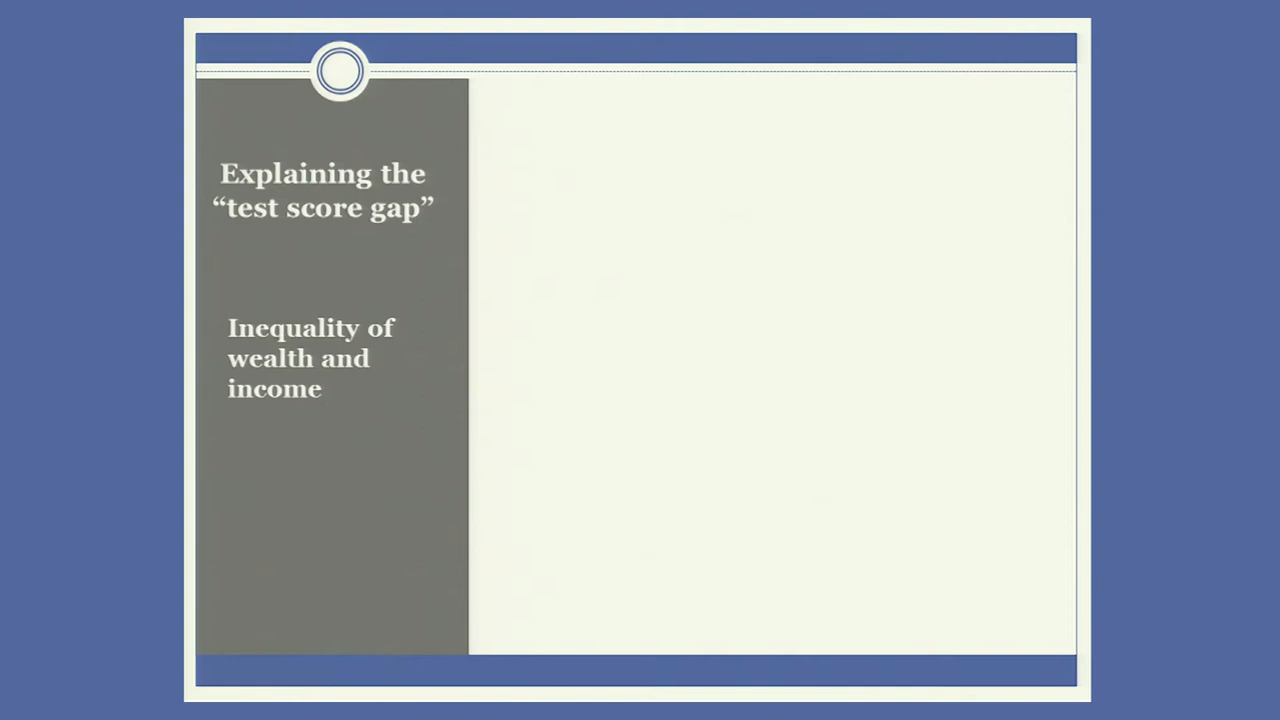 Explaining the
“test score gap”
Inequality of
wealth and
income